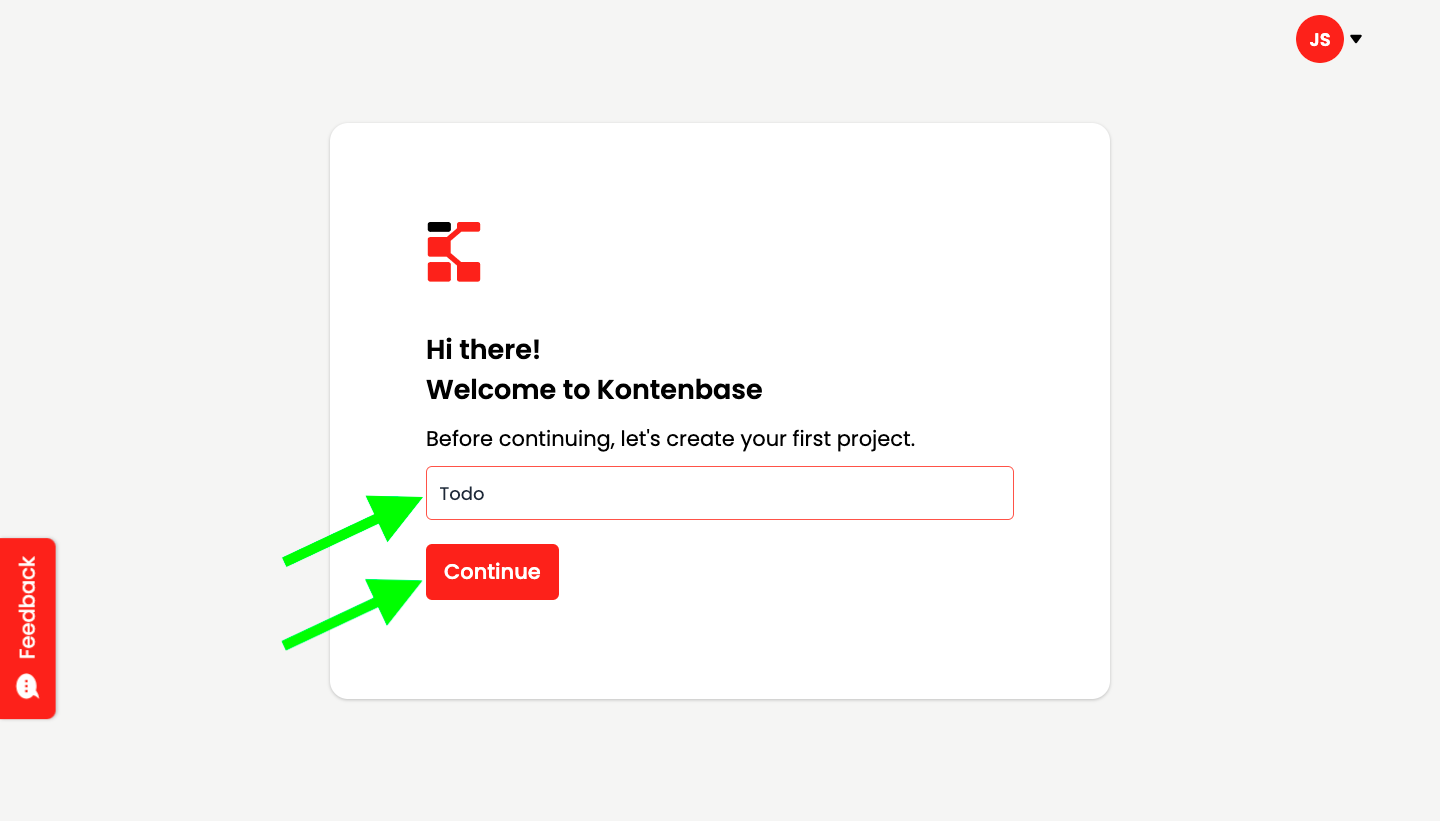 JS
Hi there!
Welcome to Kontenbase
Before continuing, let's create your first project.
Todo
Continue
Feedback